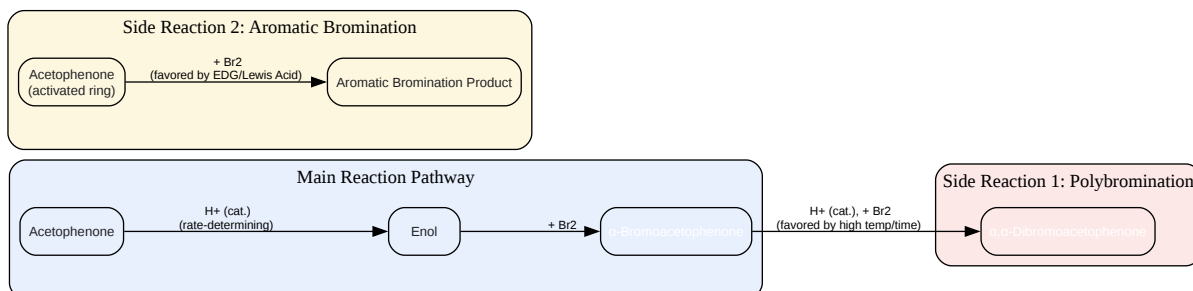 Side Reaction 2: Aromatic Bromination
Acetophenone
(activated ring)
+ Br2
(favored by EDG/Lewis Acid)
Aromatic Bromination Product
Main Reaction Pathway
Acetophenone
H+ (cat.)
(rate-determining)
Enol
+ Br2
α-Bromoacetophenone
H+ (cat.), + Br2
(favored by high temp/time)
Side Reaction 1: Polybromination
α,α-Dibromoacetophenone